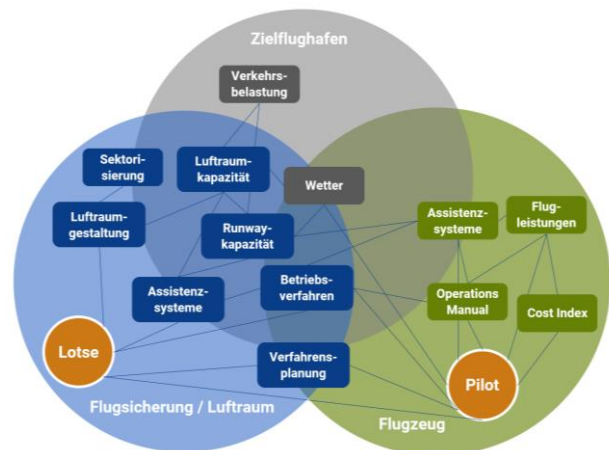 Zielflughafen
Verkehrs-
belastung
Sektori-
sierung
Luftraum-
kapazität
Wetter
Luftraum-
gestaltung
Runway-
kapazität
Assistenz-
systeme
Flug-
leistungen
Assistenz-
systeme
Betriebs-
verfahren
Operations
Manual
Cost Index
Lotse
Verfahrens-
planung
Pilot
Flugsicherung / Luftraum
Flugzeug